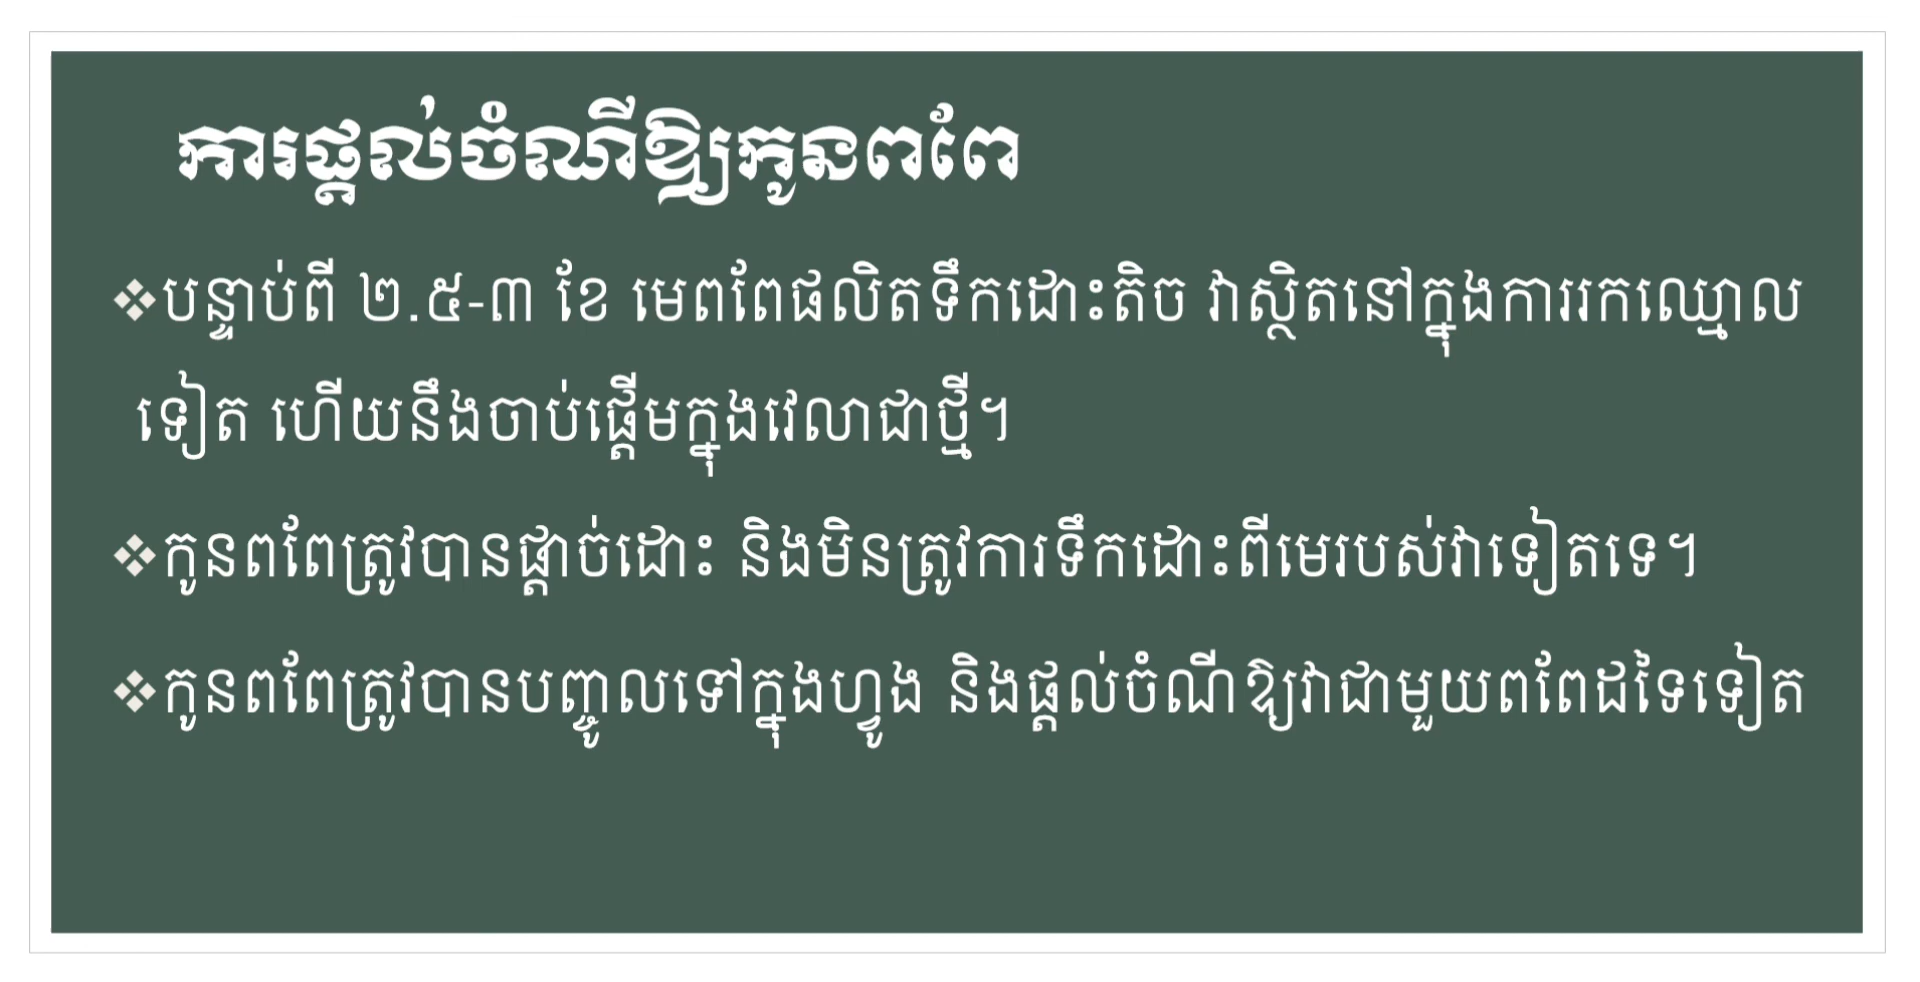 ការផ្តល់ចំណីឱ្យកូនពពែ
❖បន្ទាប់ពី ២.៥-៣ ខែ មេពពែផលិតទឹកដោះតិច វាស្ថិតនៅក្នុងការរកឈ្មោល
ទៀត ហើយនឹងចាប់ផ្តើមក្នុងវេលាជាថ្មី។
❖កូនពពែត្រូវបានផ្តាច់ដោះ និងមិនត្រូវការទឹកដោះពីមេរបស់វាទៀតទេ។
❖កូនពពែត្រូវបានបញ្ចូលទៅក្នុងហ្វូង និងផ្តល់ចំណីឱ្យវាជាមួយពពែដទៃទៀត